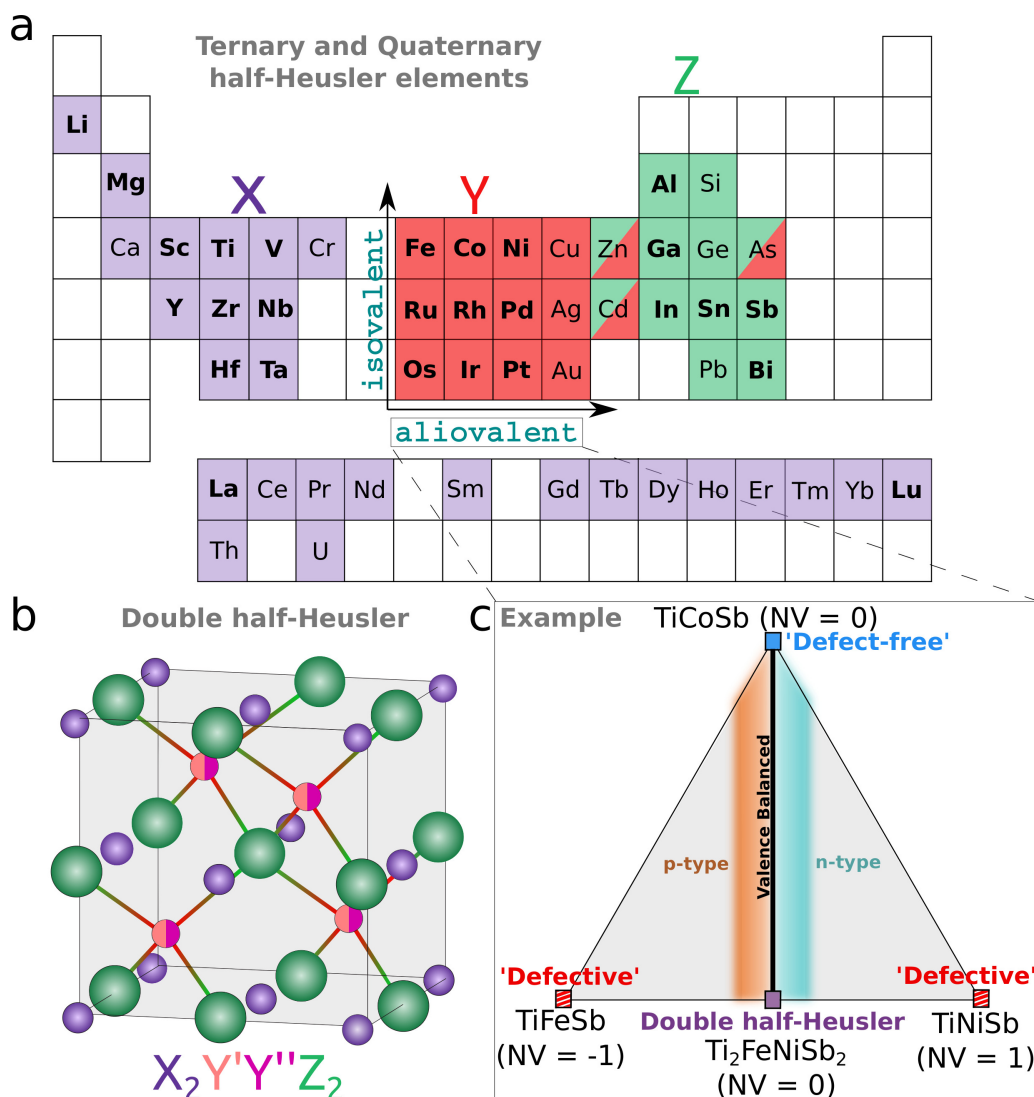 a
Ternary and Quaternary
half-Heusler elements
Z
Li
Mg Al Si
X Y
Ca Sc Ti V Cr Fe Co Ni Cu Zn Ga Ge As
Y Zr Nb Ru Rh Pd Ag Cd In Sn Sb
Hf Ta Os Ir Pt Au Pb Bi
isovalent
aliovalent
La Ce Pr Nd Sm Gd Tb Dy Ho Er Tm Yb Lu
Th U
b Double half-Heusler
X₂Y'Y''Z₂
c Example
TiCoSb (NV = 0)
'Defect-free'
Valence Balanced
p-type
n-type
'Defective'
TiFeSb
(NV = -1)
Double half-Heusler
Ti₂FeNiSb₂
(NV = 0)
'Defective'
TiNiSb
(NV = 1)